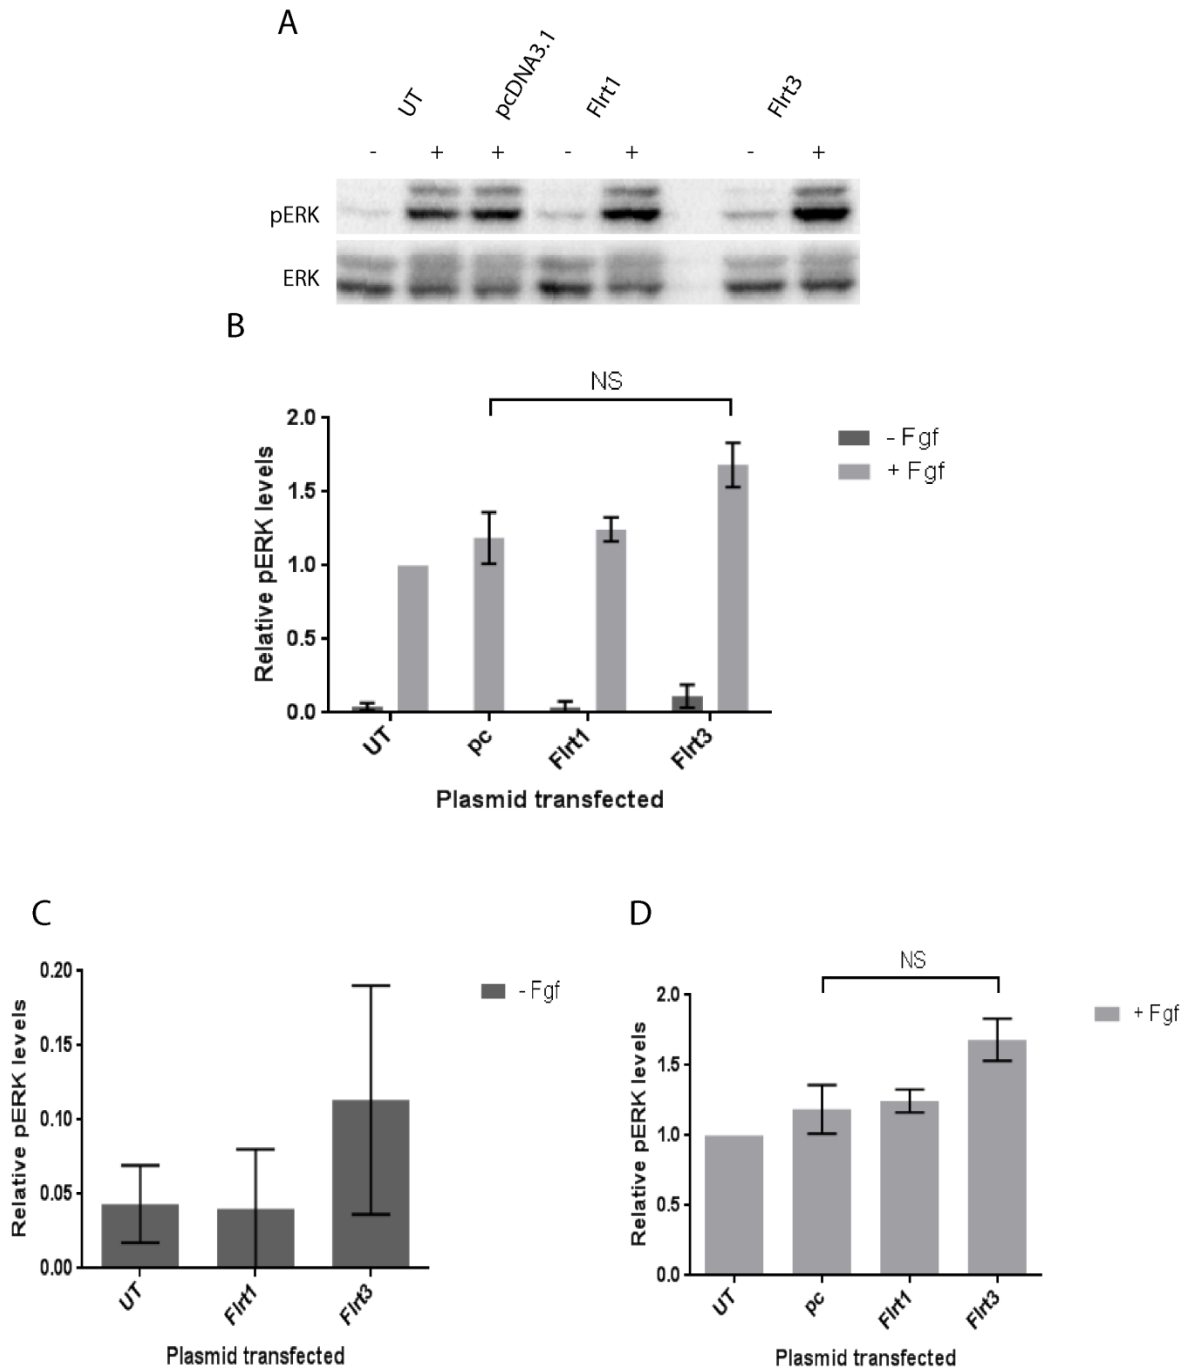 A
UT pcDNA3.1 Flrt1 Flrt3
- + + - + - +
pERK
ERK
B
NS
2.0
1.5
1.0
0.5
0.0
Relative pERK levels
UT pc Flrt1 Flrt3
Plasmid transfected
- Fgf
+ Fgf
C
0.20
0.15
0.10
0.05
0.00
Relative pERK levels
UT Flrt1 Flrt3
Plasmid transfected
- Fgf
D
NS
2.0
1.5
1.0
0.5
0.0
Relative pERK levels
UT pc Flrt1 Flrt3
Plasmid transfected
+ Fgf